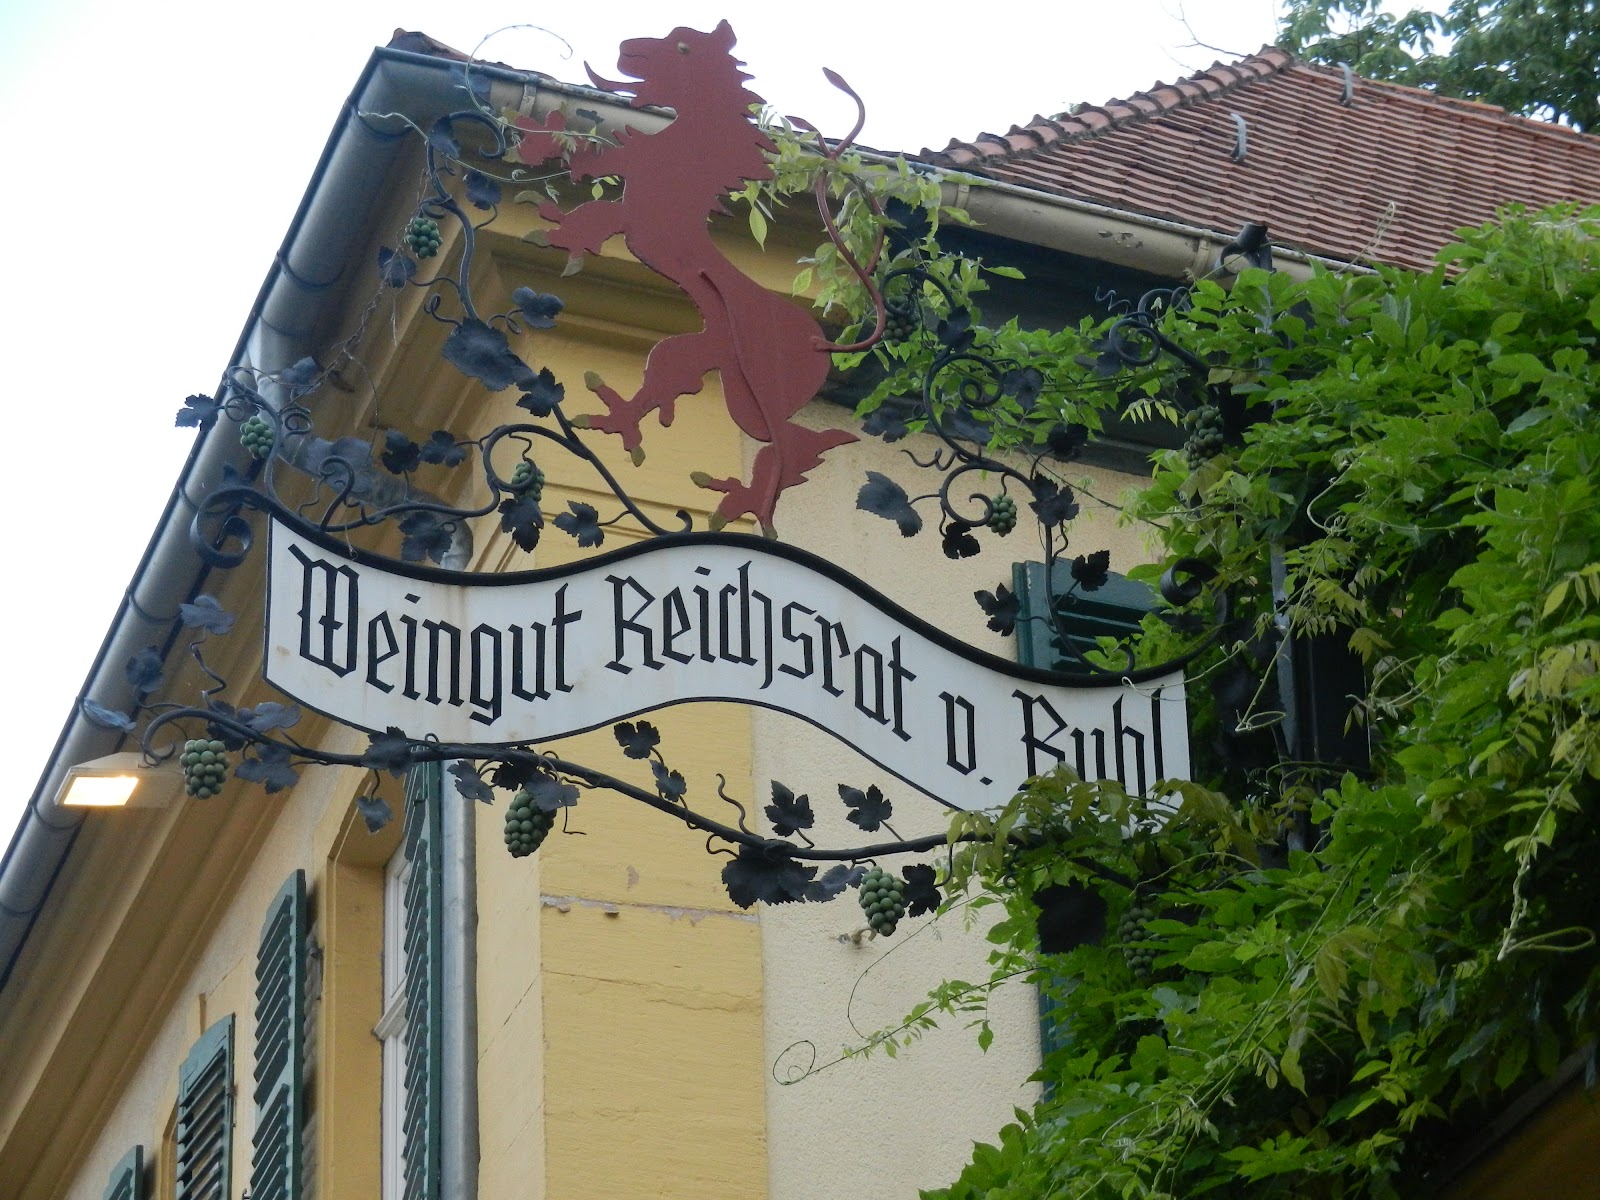 Weingut Reichsrat v. Buhl